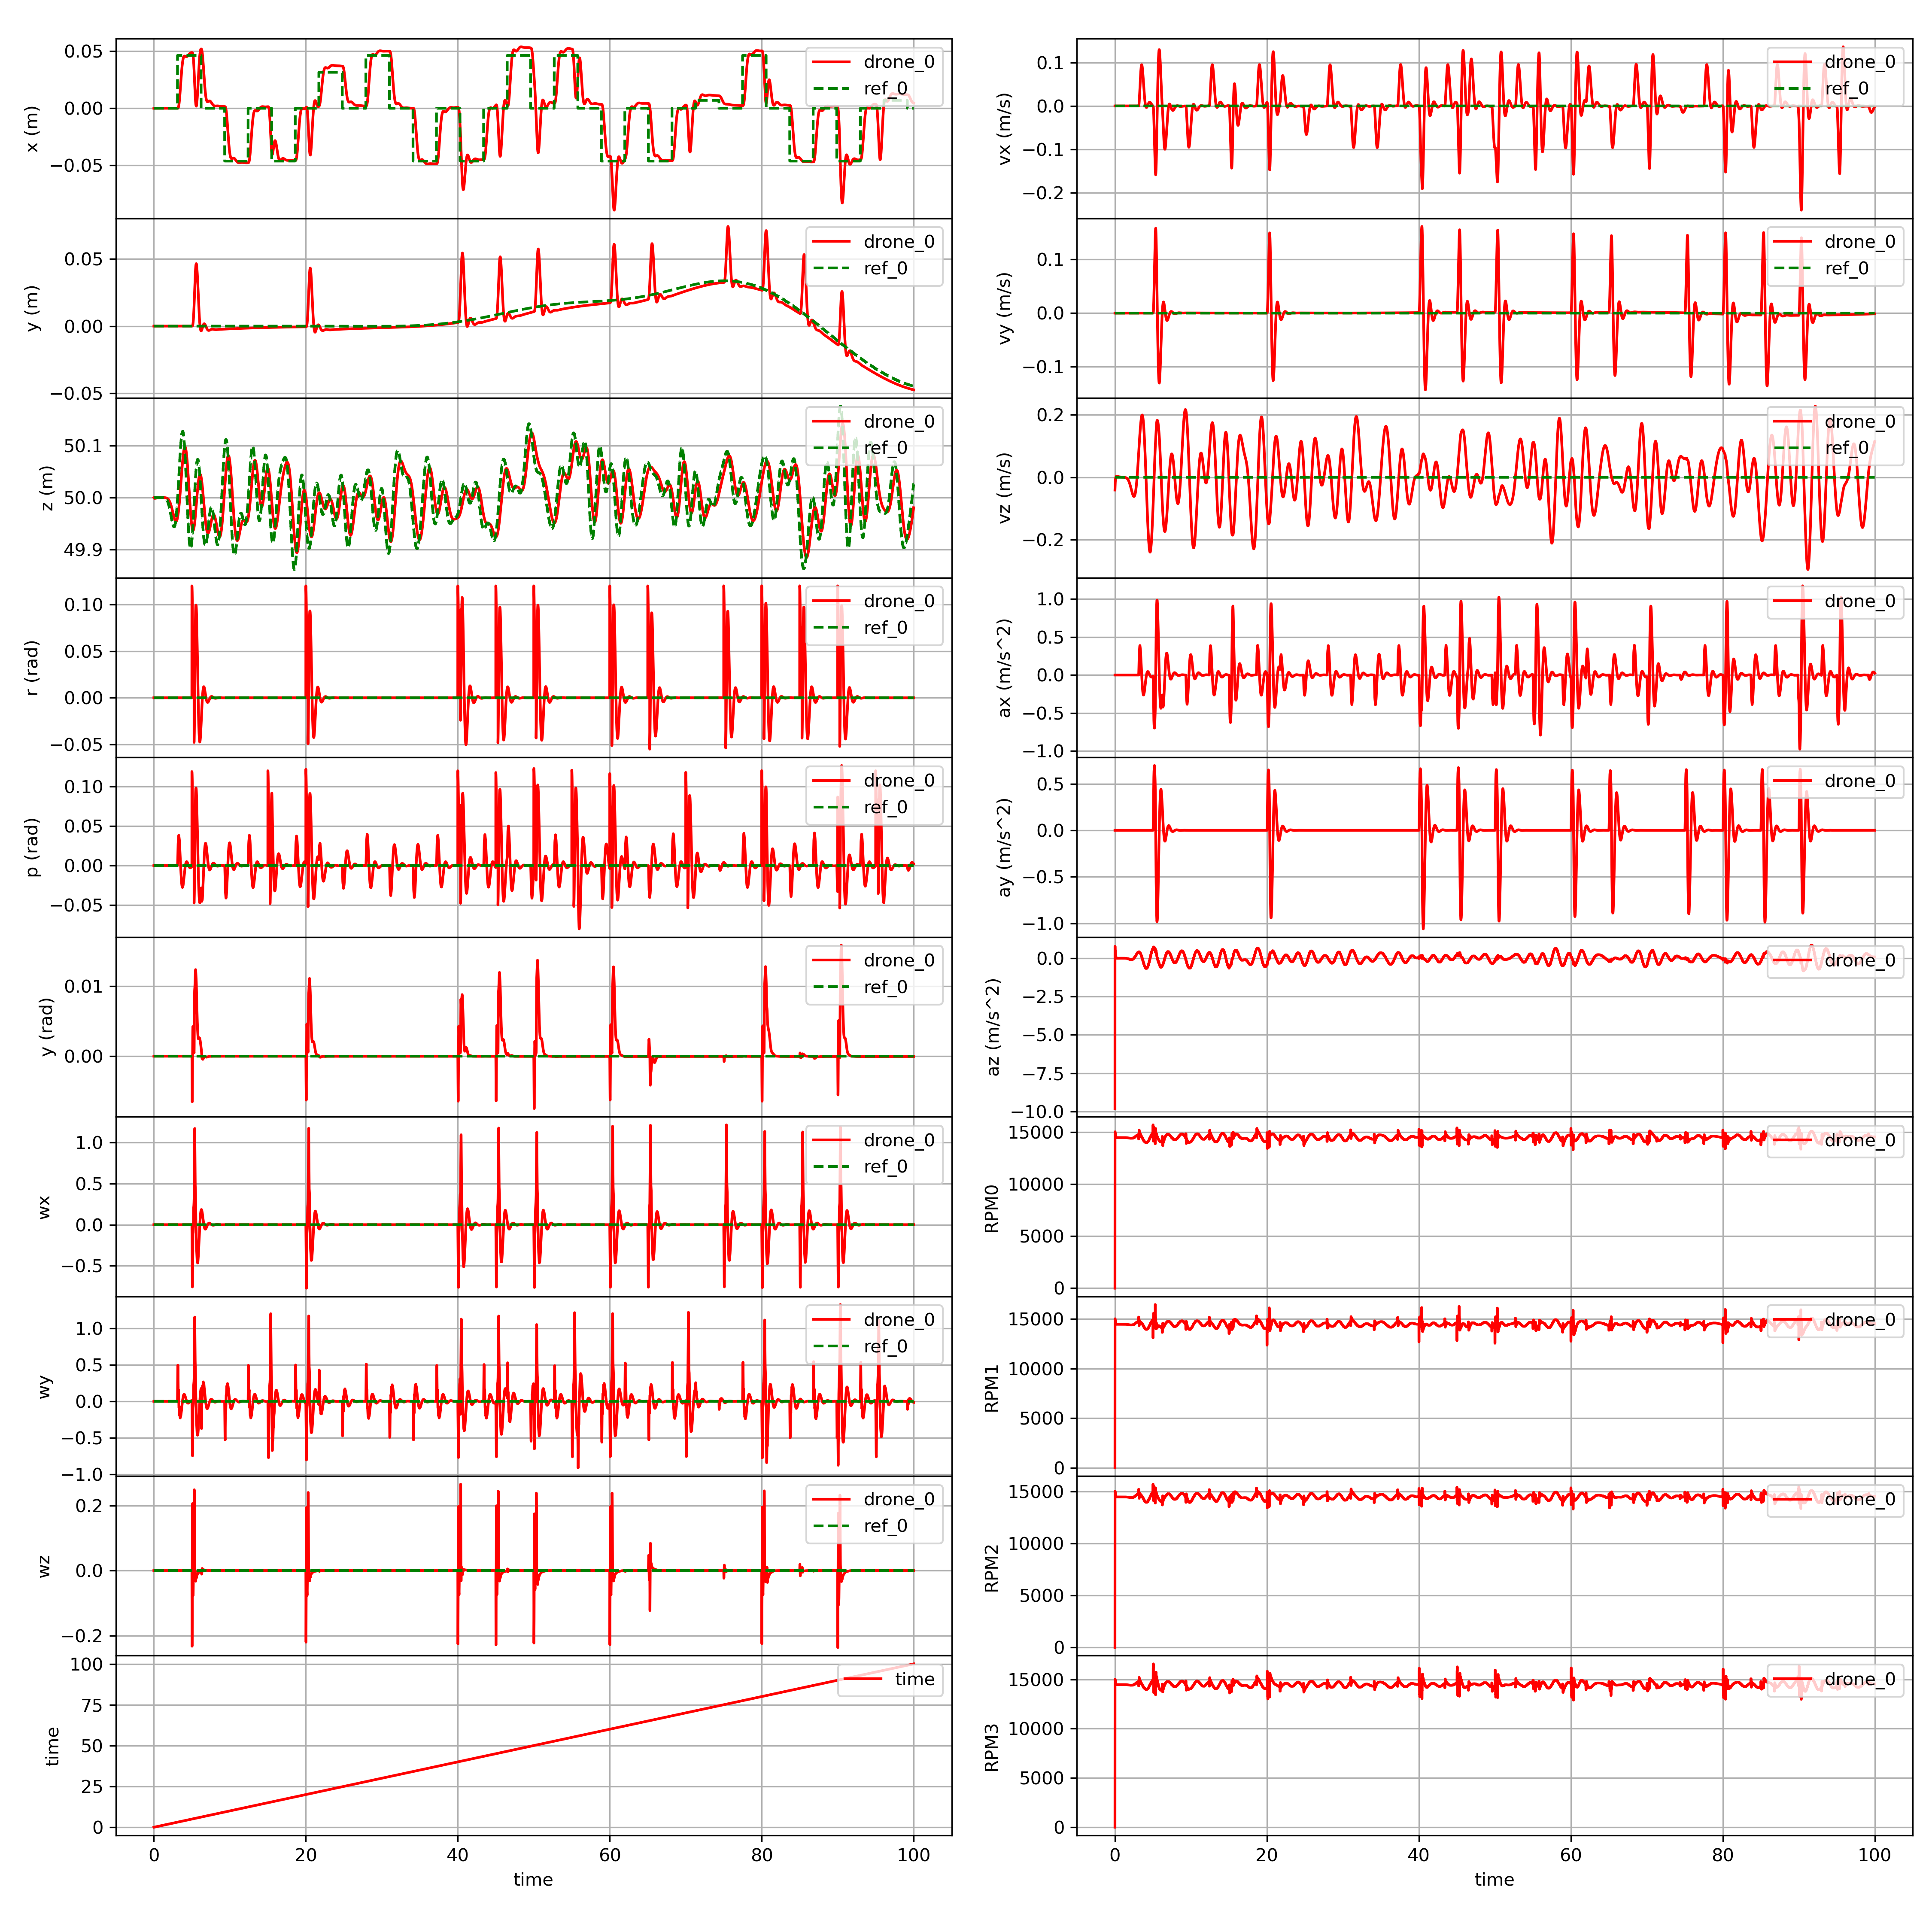 0.05
0.00
−0.05
x (m)
drone_0
ref_0
0.05
0.00
−0.05
y (m)
drone_0
ref_0
50.1
50.0
49.9
z (m)
drone_0
ref_0
0.10
0.05
0.00
−0.05
r (rad)
drone_0
ref_0
0.10
0.05
0.00
−0.05
p (rad)
drone_0
ref_0
0.01
0.00
y (rad)
drone_0
ref_0
1.0
0.5
0.0
−0.5
wx
drone_0
ref_0
1.0
0.5
0.0
−0.5
−1.0
wy
drone_0
ref_0
0.2
0.0
−0.2
wz
drone_0
ref_0
100
75
50
25
0
time
time
0 20 40 60 80 100
time
0.1
0.0
−0.1
−0.2
vx (m/s)
drone_0
ref_0
0.1
0.0
−0.1
vy (m/s)
drone_0
ref_0
0.2
0.0
−0.2
vz (m/s)
drone_0
ref_0
1.0
0.5
0.0
−0.5
−1.0
ax (m/s^2)
drone_0
0.5
0.0
−0.5
−1.0
ay (m/s^2)
drone_0
0.0
−2.5
−5.0
−7.5
−10.0
az (m/s^2)
drone_0
15000
10000
5000
0
RPM0
drone_0
15000
10000
5000
0
RPM1
drone_0
15000
10000
5000
0
RPM2
drone_0
15000
10000
5000
0
RPM3
drone_0
0 20 40 60 80 100
time